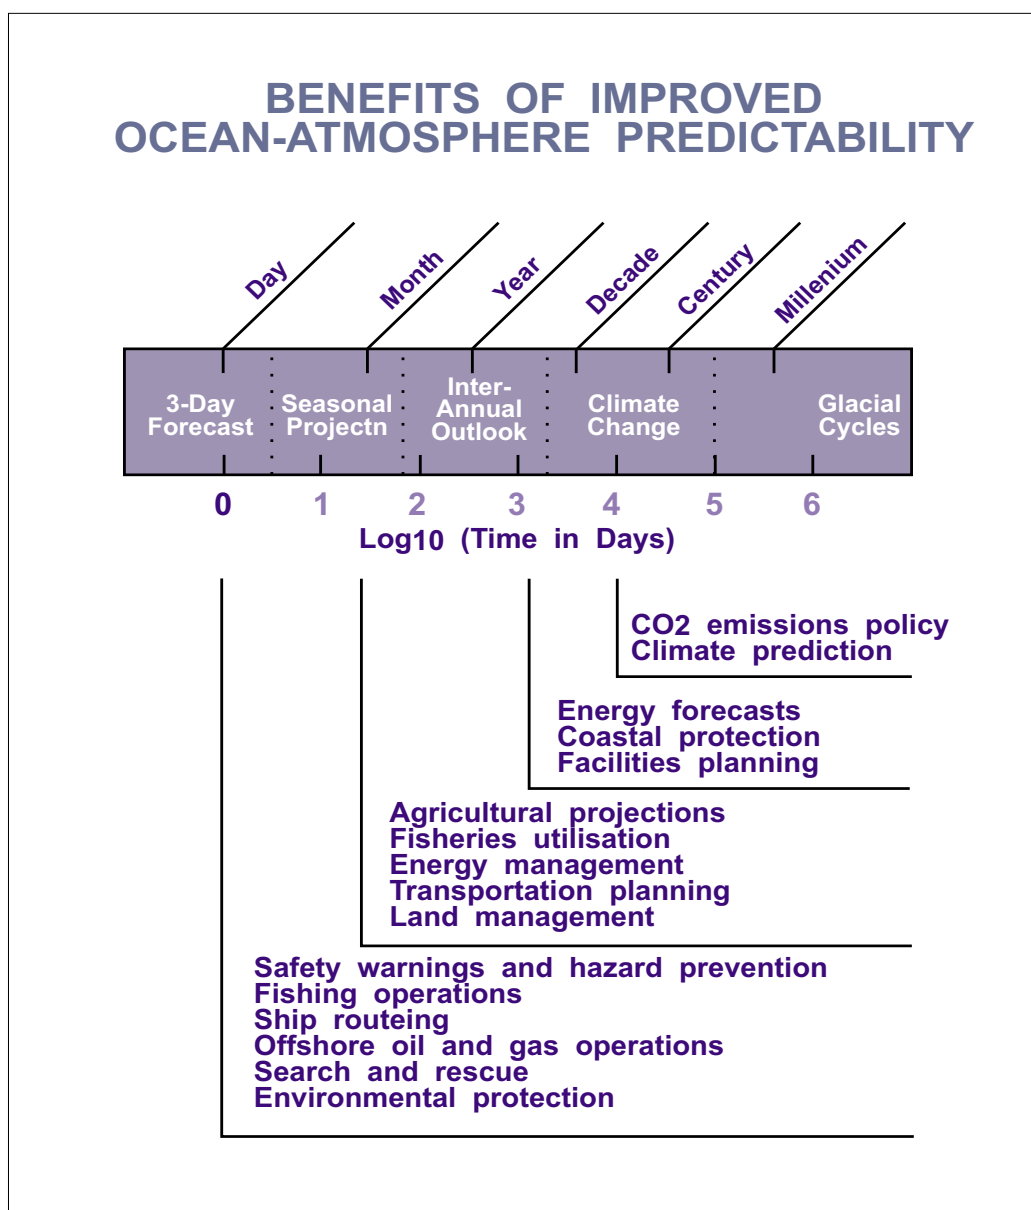 BENEFITS OF IMPROVED
OCEAN-ATMOSPHERE PREDICTABILITY
Day
Month
Year
Decade
Century
Millenium
3-Day
Forecast
Seasonal
Projectn
Inter-
Annual
Outlook
Climate
Change
Glacial
Cycles
0 1 2 3 4 5 6
Log10 (Time in Days)
CO2 emissions policy
Climate prediction
Energy forecasts
Coastal protection
Facilities planning
Agricultural projections
Fisheries utilisation
Energy management
Transportation planning
Land management
Safety warnings and hazard prevention
Fishing operations
Ship routeing
Offshore oil and gas operations
Search and rescue
Environmental protection